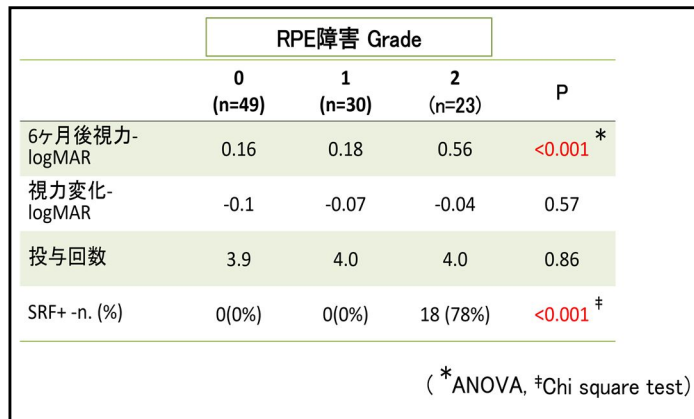 RPE障害 Grade
0 1 2 P
(n=49) (n=30) (n=23)
6ヶ月後視力-
logMAR 0.16 0.18 0.56 <0.001 *
視力変化-
logMAR -0.1 -0.07 -0.04 0.57
投与回数 3.9 4.0 4.0 0.86
SRF+ -n. (%) 0(0%) 0(0%) 18 (78%) <0.001 ‡
( *ANOVA, ‡Chi square test)